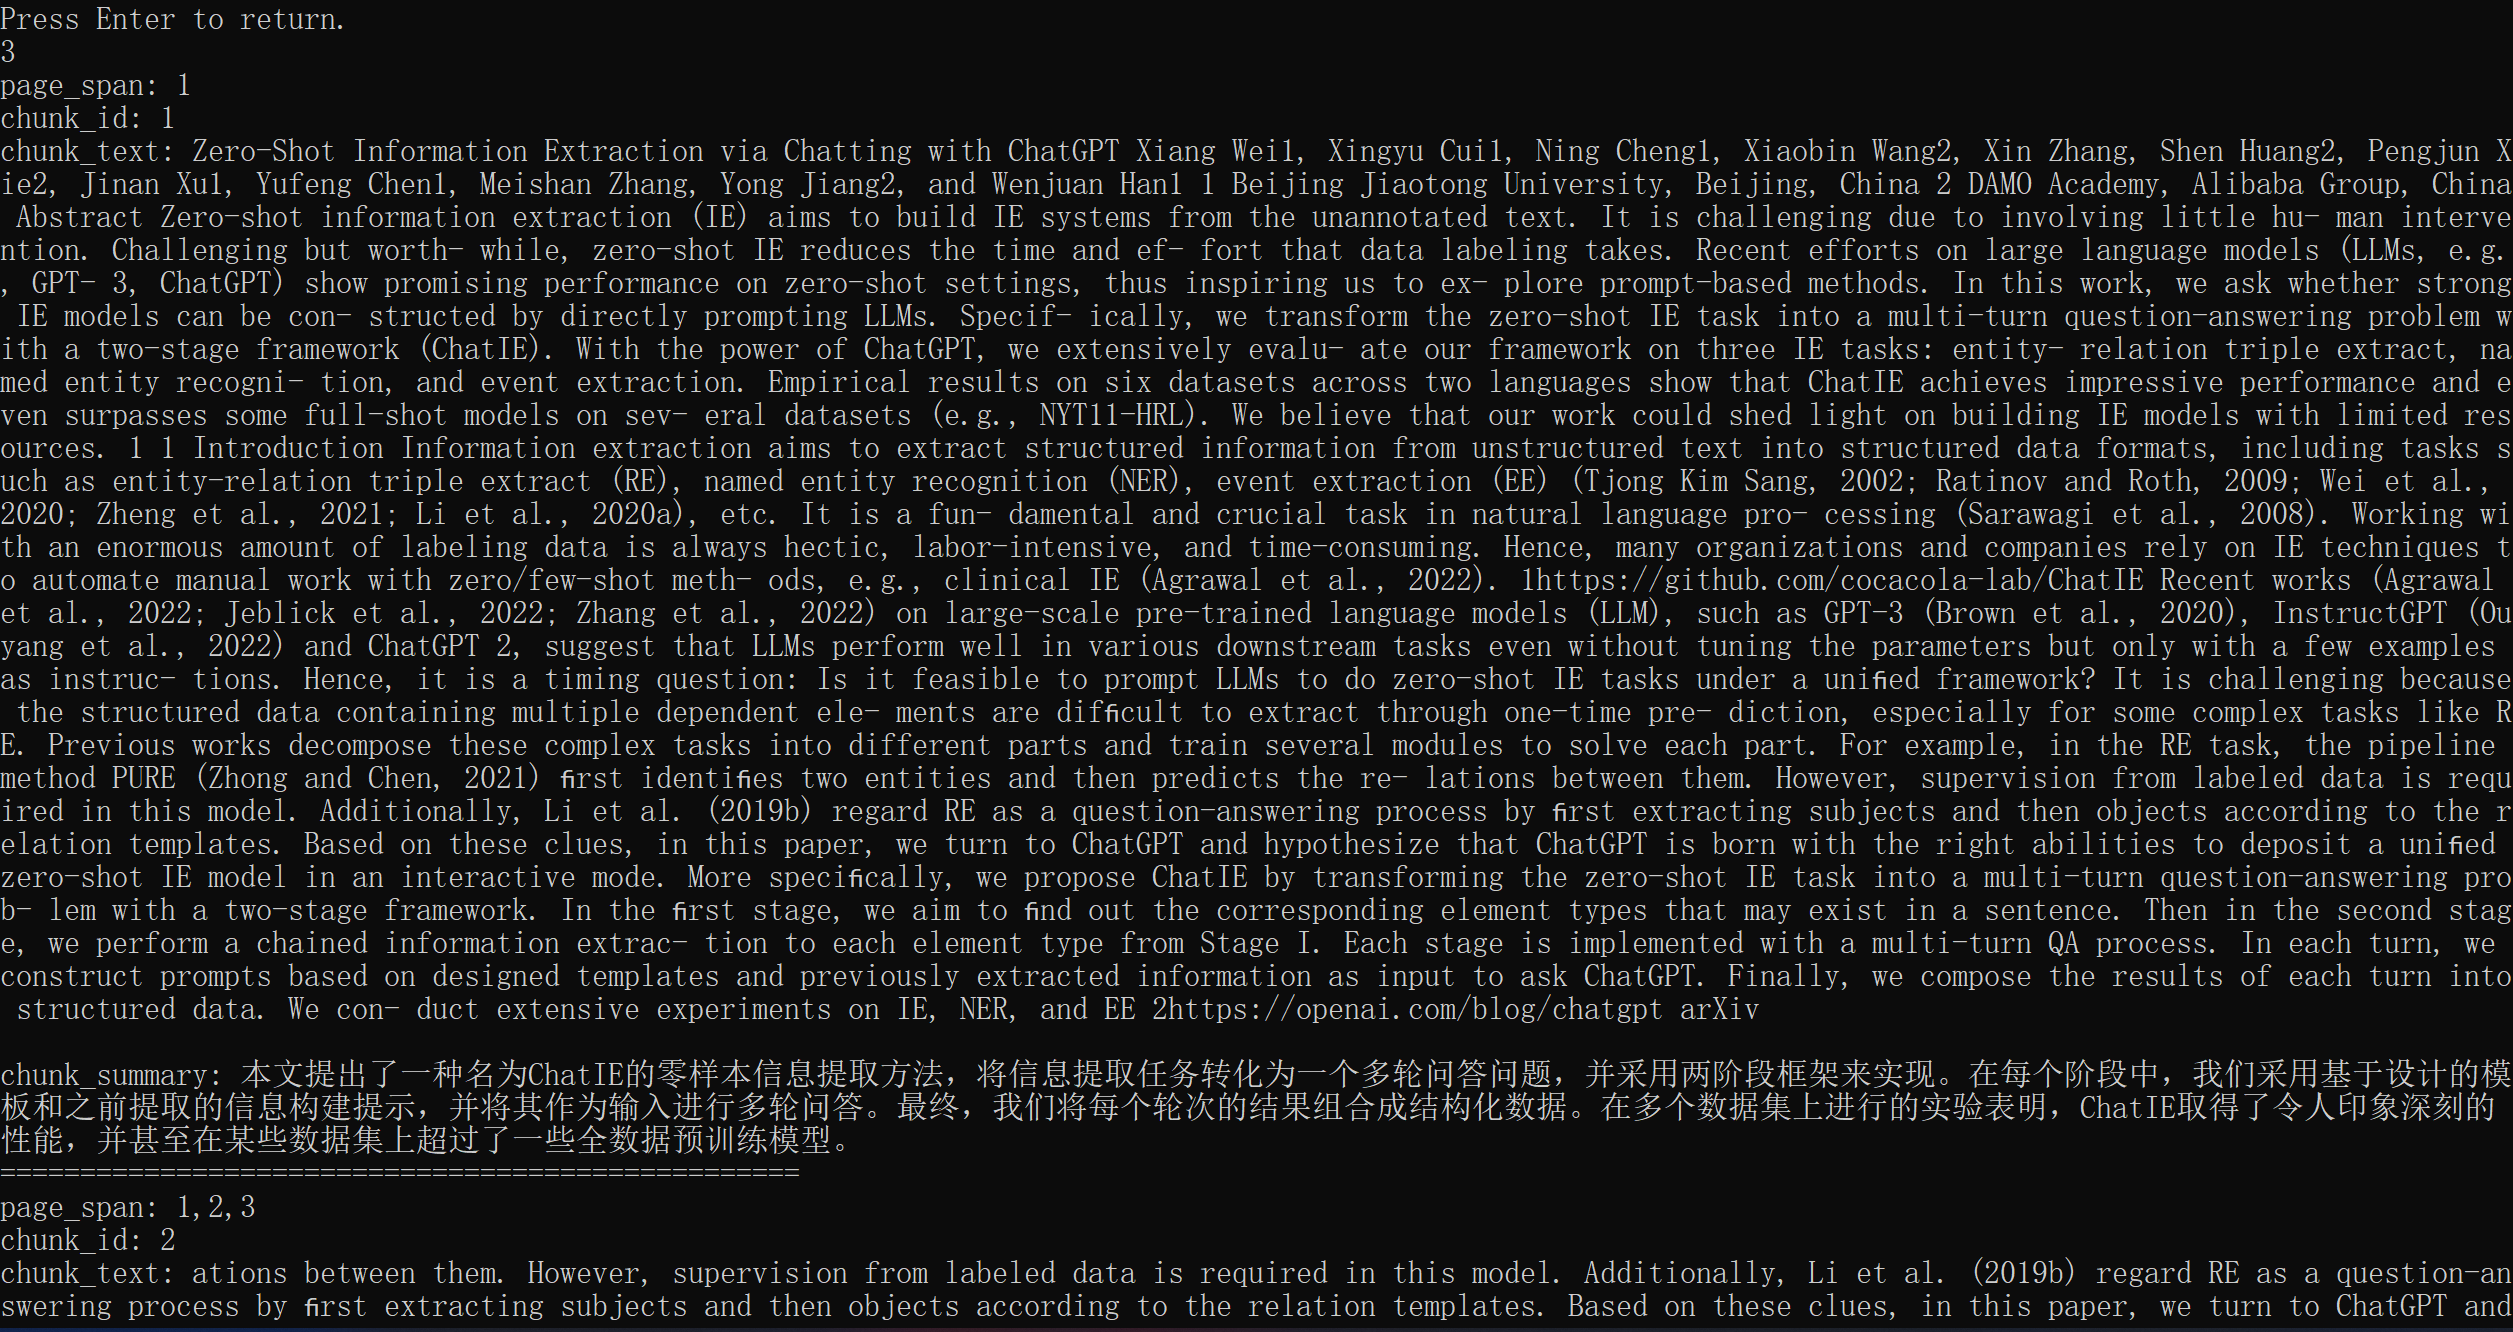 Press Enter to return.
3
page_span: 1
chunk_id: 1
chunk_text: Zero-Shot Information Extraction via Chatting with ChatGPT Xiang Wei1, Xingyu Cui1, Ning Cheng1, Xiaobin Wang2, Xin Zhang, Shen Huang2, Pengjun X
ie2, Jinan Xu1, Yufeng Chen1, Meishan Zhang, Yong Jiang2, and Wenjuan Han1 1 Beijing Jiaotong University, Beijing, China 2 DAMO Academy, Alibaba Group, China
 Abstract Zero-shot information extraction (IE) aims to build IE systems from the unannotated text. It is challenging due to involving little hu- man interve
ntion. Challenging but worth- while, zero-shot IE reduces the time and ef- fort that data labeling takes. Recent efforts on large language models (LLMs, e.g.
, GPT- 3, ChatGPT) show promising performance on zero-shot settings, thus inspiring us to ex- plore prompt-based methods. In this work, we ask whether strong
 IE models can be con- structed by directly prompting LLMs. Specif- ically, we transform the zero-shot IE task into a multi-turn question-answering problem w
ith a two-stage framework (ChatIE). With the power of ChatGPT, we extensively evalu- ate our framework on three IE tasks: entity- relation triple extract, na
med entity recogni- tion, and event extraction. Empirical results on six datasets across two languages show that ChatIE achieves impressive performance and e
ven surpasses some full-shot models on sev- eral datasets (e.g., NYT11-HRL). We believe that our work could shed light on building IE models with limited res
ources. 1 1 Introduction Information extraction aims to extract structured information from unstructured text into structured data formats, including tasks s
uch as entity-relation triple extract (RE), named entity recognition (NER), event extraction (EE) (Tjong Kim Sang, 2002; Ratinov and Roth, 2009; Wei et al.,
2020; Zheng et al., 2021; Li et al., 2020a), etc. It is a fun- damental and crucial task in natural language pro- cessing (Sarawagi et al., 2008). Working wi
th an enormous amount of labeling data is always hectic, labor-intensive, and time-consuming. Hence, many organizations and companies rely on IE techniques t
o automate manual work with zero/few-shot meth- ods, e.g., clinical IE (Agrawal et al., 2022). 1https://github.com/cocacola-lab/ChatIE Recent works (Agrawal
et al., 2022; Jeblick et al., 2022; Zhang et al., 2022) on large-scale pre-trained language models (LLM), such as GPT-3 (Brown et al., 2020), InstructGPT (Ou
yang et al., 2022) and ChatGPT 2, suggest that LLMs perform well in various downstream tasks even without tuning the parameters but only with a few examples
as instruc- tions. Hence, it is a timing question: Is it feasible to prompt LLMs to do zero-shot IE tasks under a unified framework? It is challenging because
 the structured data containing multiple dependent ele- ments are difficult to extract through one-time pre- diction, especially for some complex tasks like R
E. Previous works decompose these complex tasks into different parts and train several modules to solve each part. For example, in the RE task, the pipeline
method PURE (Zhong and Chen, 2021) first identifies two entities and then predicts the re- lations between them. However, supervision from labeled data is requ
ired in this model. Additionally, Li et al. (2019b) regard RE as a question-answering process by first extracting subjects and then objects according to the r
elation templates. Based on these clues, in this paper, we turn to ChatGPT and hypothesize that ChatGPT is born with the right abilities to deposit a unified
zero-shot IE model in an interactive mode. More specifically, we propose ChatIE by transforming the zero-shot IE task into a multi-turn question-answering pro
b- lem with a two-stage framework. In the first stage, we aim to find out the corresponding element types that may exist in a sentence. Then in the second stag
e, we perform a chained information extrac- tion to each element type from Stage I. Each stage is implemented with a multi-turn QA process. In each turn, we
construct prompts based on designed templates and previously extracted information as input to ask ChatGPT. Finally, we compose the results of each turn into
 structured data. We con- duct extensive experiments on IE, NER, and EE 2https://openai.com/blog/chatgpt arXiv
chunk_summary: 本文提出了一种名为ChatIE的零样本信息提取方法，将信息提取任务转化为一个多轮问答问题，并采用两阶段框架来实现。在每个阶段中，我们采用基于设计的模
板和之前提取的信息构建提示，并将其作为输入进行多轮问答。最终，我们将每个轮次的结果组合成结构化数据。在多个数据集上进行的实验表明，ChatIE取得了令人印象深刻的
性能，并甚至在某些数据集上超过了一些全数据预训练模型。
==================================================
page_span: 1,2,3
chunk_id: 2
chunk_text: ations between them. However, supervision from labeled data is required in this model. Additionally, Li et al. (2019b) regard RE as a question-an
swering process by first extracting subjects and then objects according to the relation templates. Based on these clues, in this paper, we turn to ChatGPT and